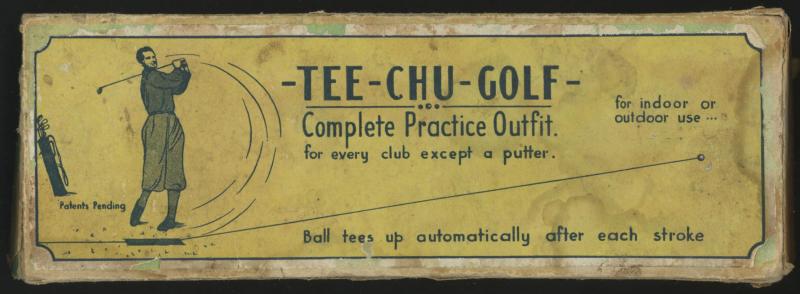 -TEE-CHU-GOLF-
Complete Practice Outfit.
for every club except a putter.
for indoor or
outdoor use ...
Patents Pending
Ball tees up automatically after each stroke